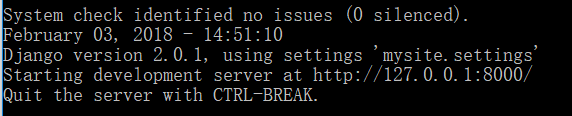 System check identified no issues (0 silenced).
February 03, 2018 - 14:51:10
Django version 2.0.1, using settings 'mysite.settings'
Starting development server at http://127.0.0.1:8000/
Quit the server with CTRL-BREAK.